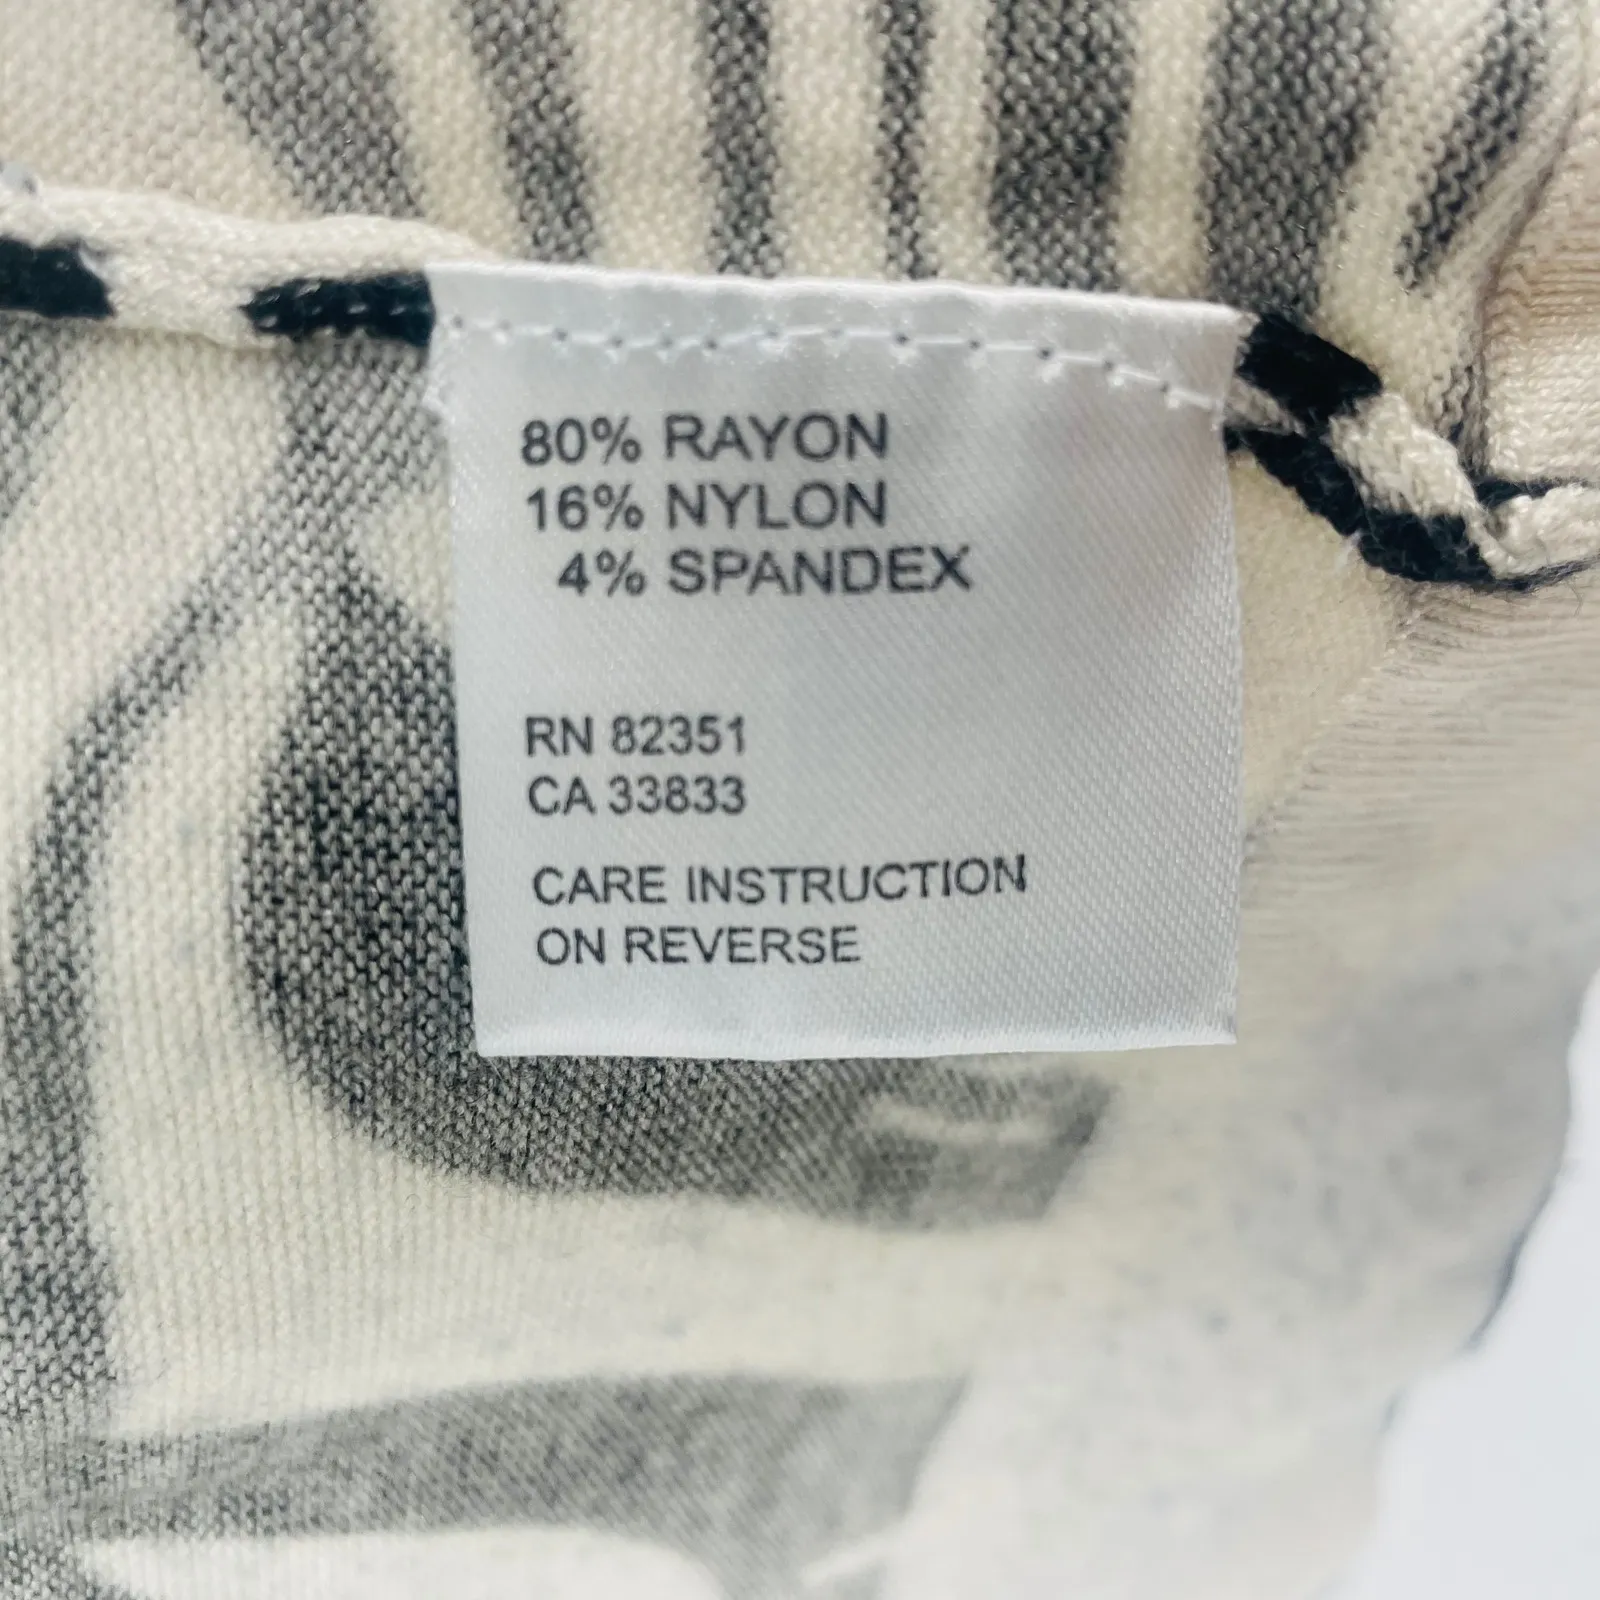 80% RAYON
16% NYLON
4% SPANDEX
RN 82351
CA 33833
CARE INSTRUCTION
ON REVERSE